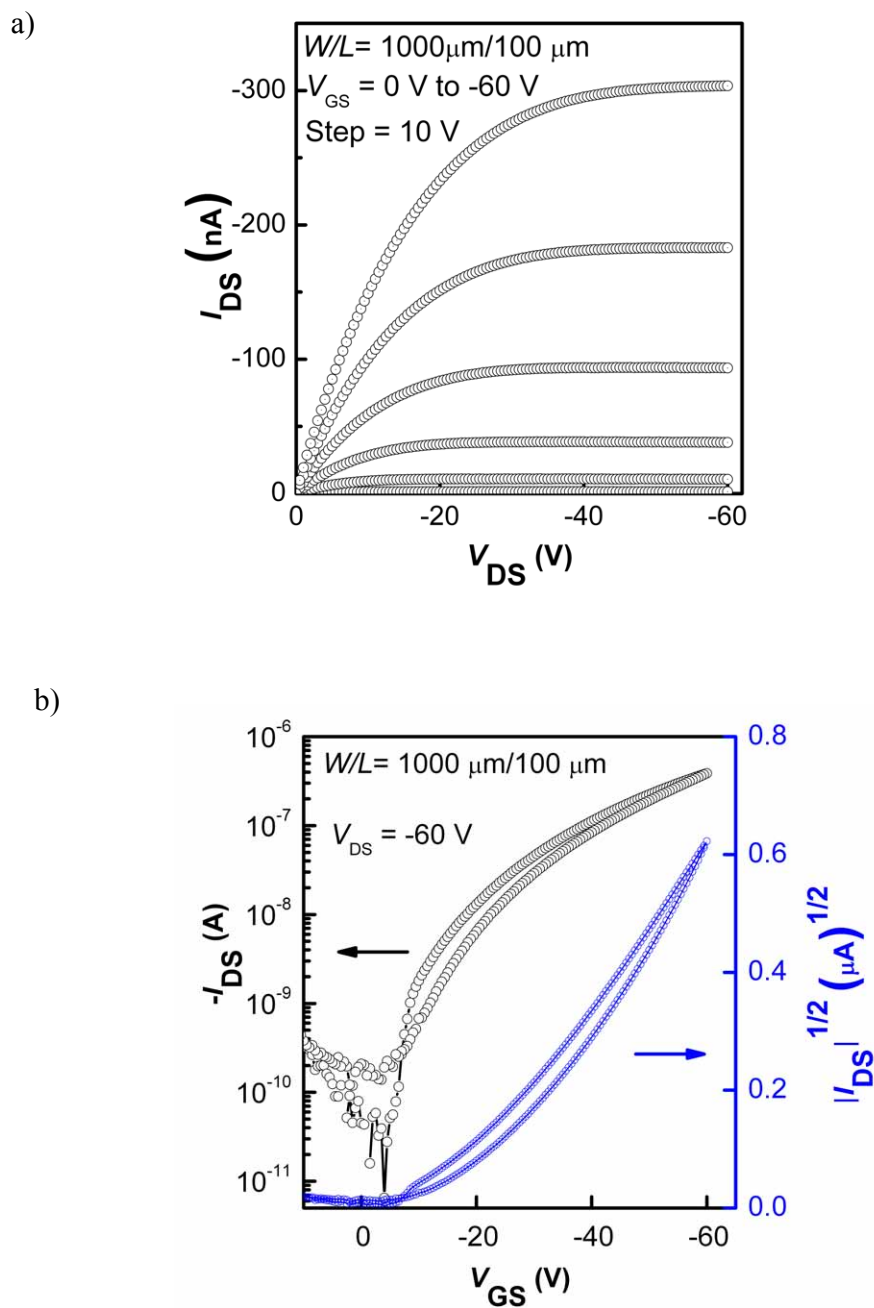 a)
W/L= 1000μm/100 μm
V_GS = 0 V to -60 V
Step = 10 V
-300
-200
-100
0
I_DS (nA)
0 -20 -40 -60
V_DS (V)
b)
W/L= 1000 μm/100 μm
V_DS = -60 V
10^-6
10^-7
10^-8
10^-9
10^-10
10^-11
-I_DS (A)
0.8
0.6
0.4
0.2
0.0
|I_DS|^1/2 (μA)^1/2
0 -20 -40 -60
V_GS (V)